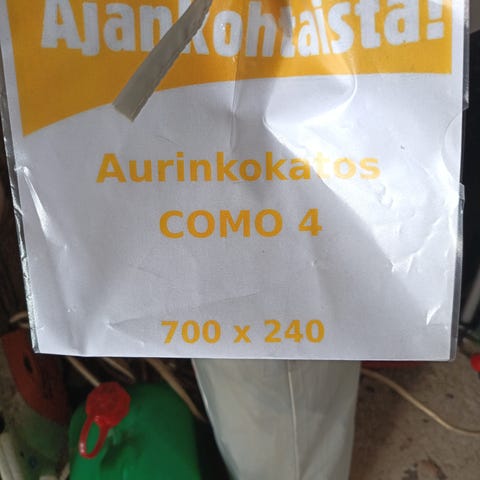 Ajankohtaista!
Aurinkokatos
COMO 4
700 x 240